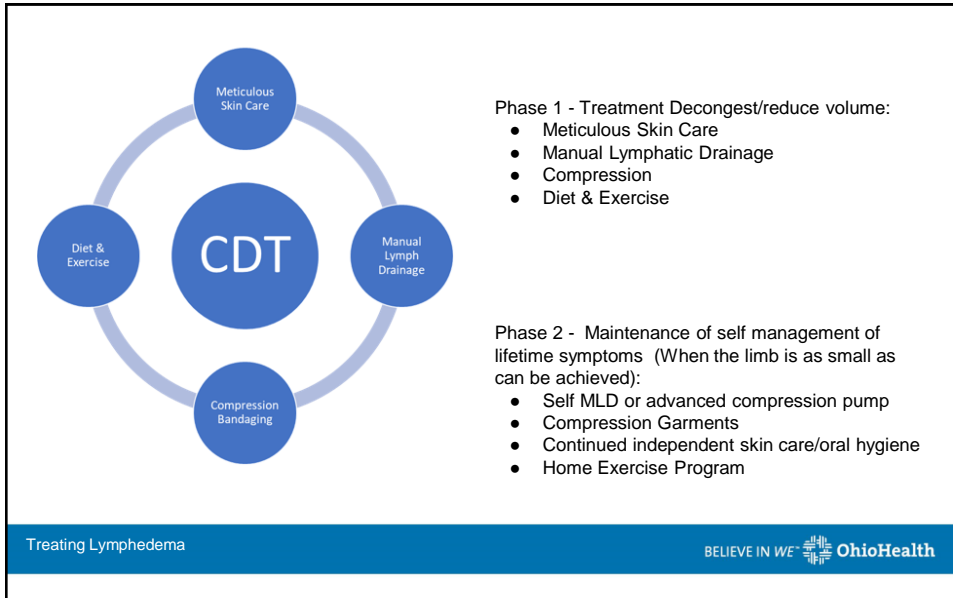 Meticulous
Skin Care
Diet &
Exercise
CDT
Manual
Lymph
Drainage
Compression
Bandaging
Phase 1 - Treatment Decongest/reduce volume:
● Meticulous Skin Care
● Manual Lymphatic Drainage
● Compression
● Diet & Exercise
Phase 2 - Maintenance of self management of
lifetime symptoms (When the limb is as small as
can be achieved):
● Self MLD or advanced compression pump
● Compression Garments
● Continued independent skin care/oral hygiene
● Home Exercise Program
Treating Lymphedema
BELIEVE IN WE℠ OhioHealth